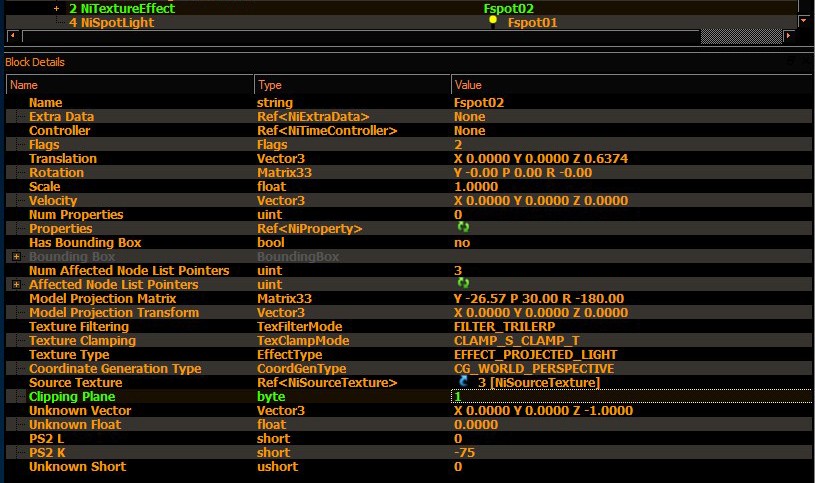 2 NiTextureEffect Fspot02
4 NiSpotLight Fspot01
Block Details
Name Type Value
Name string Fspot02
Extra Data Ref<NiExtraData> None
Controller Ref<NiTimeController> None
Flags Flags 2
Translation Vector3 X 0.0000 Y 0.0000 Z 0.6374
Rotation Matrix33 Y -0.00 P 0.00 R -0.00
Scale float 1.0000
Velocity Vector3 X 0.0000 Y 0.0000 Z 0.0000
Num Properties uint 0
Properties Ref<NiProperty>
Has Bounding Box bool no
Bounding Box BoundingBox
Num Affected Node List Pointers uint 3
Affected Node List Pointers uint
Model Projection Matrix Matrix33 Y -26.57 P 30.00 R -180.00
Model Projection Transform Vector3 X 0.0000 Y 0.0000 Z 0.0000
Texture Filtering TexFilterMode FILTER_TRILERP
Texture Clamping TexClampMode CLAMP_S_CLAMP_T
Texture Type EffectType EFFECT_PROJECTED_LIGHT
Coordinate Generation Type CoordGenType CG_WORLD_PERSPECTIVE
Source Texture Ref<NiSourceTexture> 3 [NiSourceTexture]
Clipping Plane byte 1
Unknown Vector Vector3 X 0.0000 Y 0.0000 Z -1.0000
Unknown Float float 0.0000
PS2 L short 0
PS2 K short -75
Unknown Short ushort 0